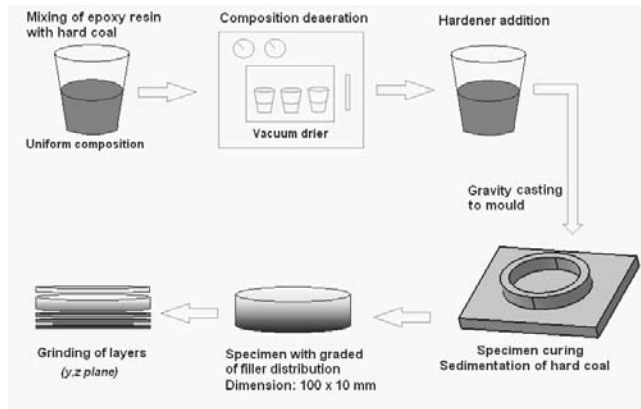 Mixing of epoxy resin
with hard coal
Uniform composition
Composition deaeration
Vacuum drier
Hardener addition
Gravity casting
to mould
Specimen curing
Sedimentation of hard coal
Specimen with graded
of filler distribution
Dimension: 100 x 10 mm
Grinding of layers
(y,z plane)